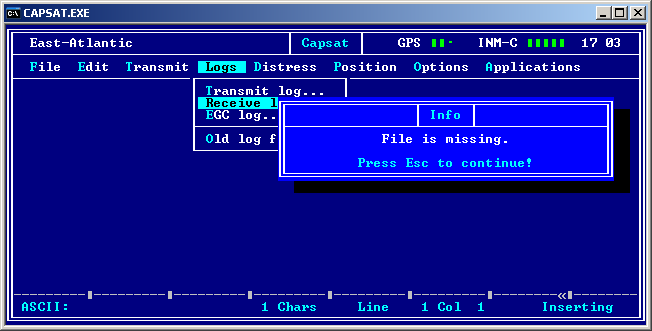 C:\ CAPSAT.EXE
East-Atlantic Capsat GPS INM-C 17 03
File Edit Transmit Logs Distress Position Options Applications
Transmit log...
Receive l
EGC log..
Old log f
Info
File is missing.
Press Esc to continue!
«
ASCII: 1 Chars Line 1 Col 1 Inserting